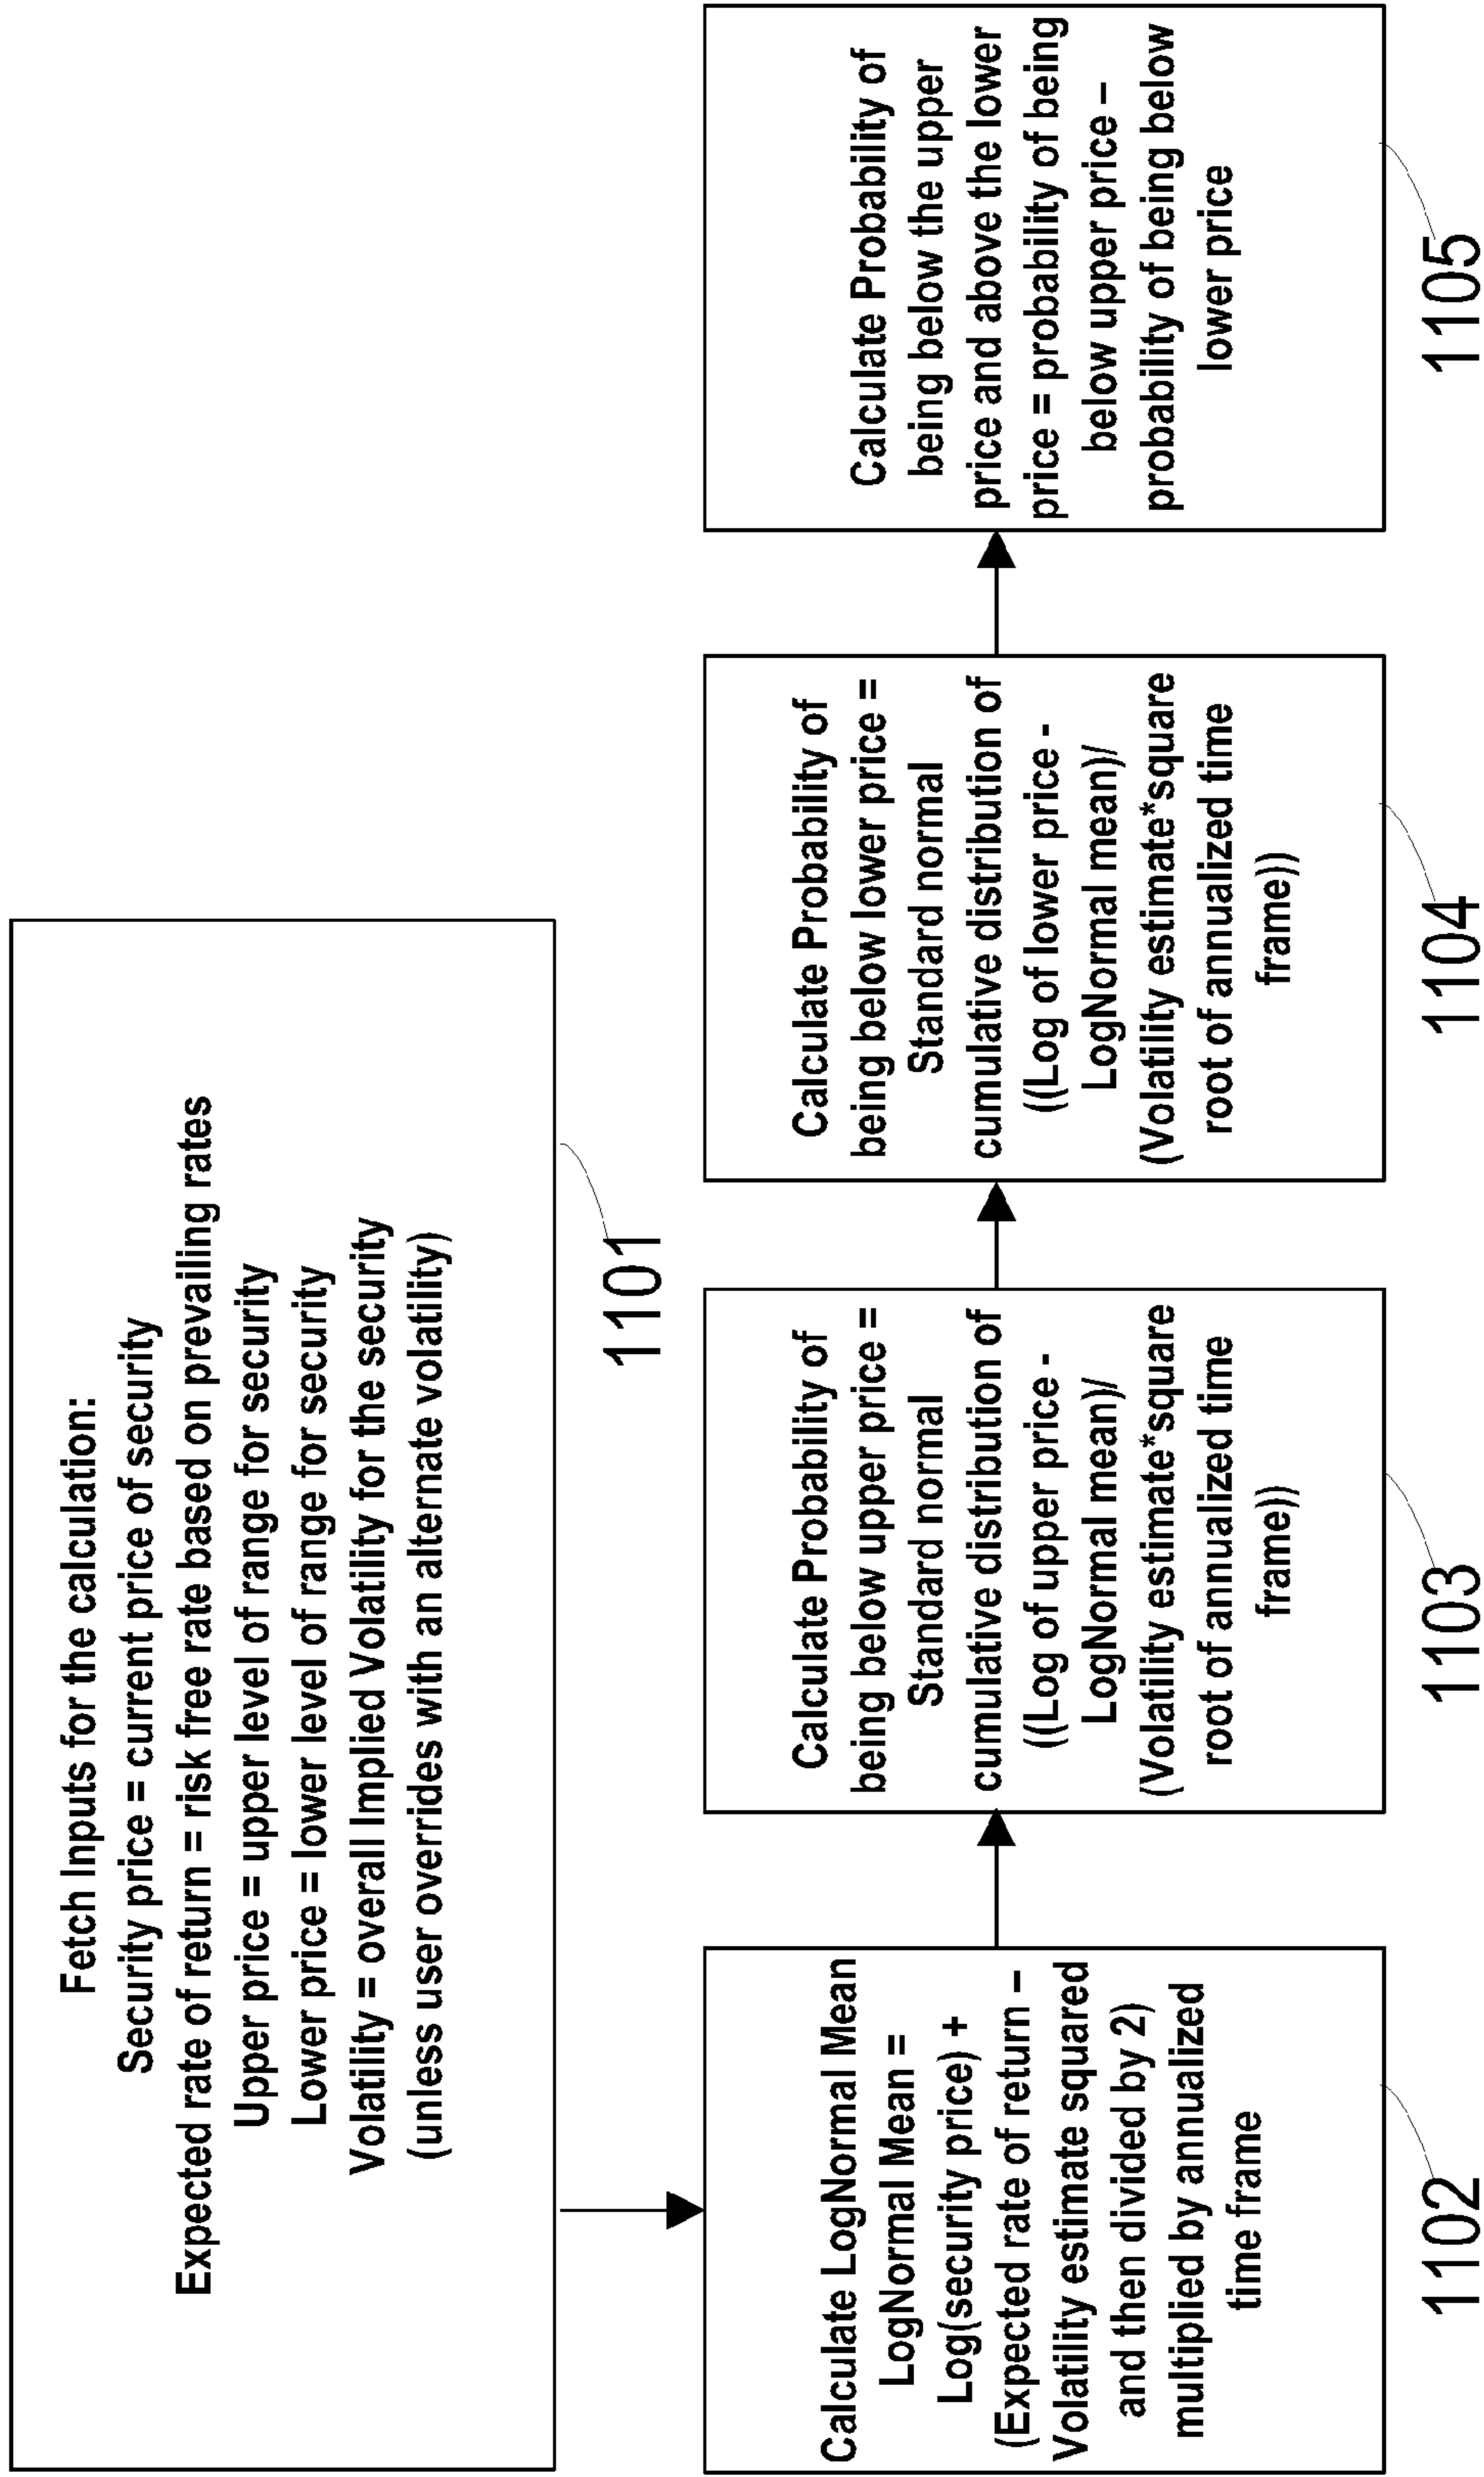 Fetch Inputs for the calculation:
Security price = current price of security
Expected rate of return = risk free rate based on prevailing rates
Upper price = upper level of range for security
Lower price = lower level of range for security
Volatility = overall Implied Volatility for the security
(unless user overrides with an alternate volatility)
1101
Calculate LogNormal Mean
LogNormal Mean =
Log(security price) +
(Expected rate of return –
Volatility estimate squared
and then divided by 2)
multiplied by annualized
time frame
1102
Calculate Probability of
being below upper price =
Standard normal
cumulative distribution of
((Log of upper price -
LogNormal mean)/
(Volatility estimate*square
root of annualized time
frame))
1103
Calculate Probability of
being below lower price =
Standard normal
cumulative distribution of
((Log of lower price -
LogNormal mean)/
(Volatility estimate*square
root of annualized time
frame))
1104
Calculate Probability of
being below the upper
price and above the lower
price = probability of being
below upper price –
probability of being below
lower price
1105